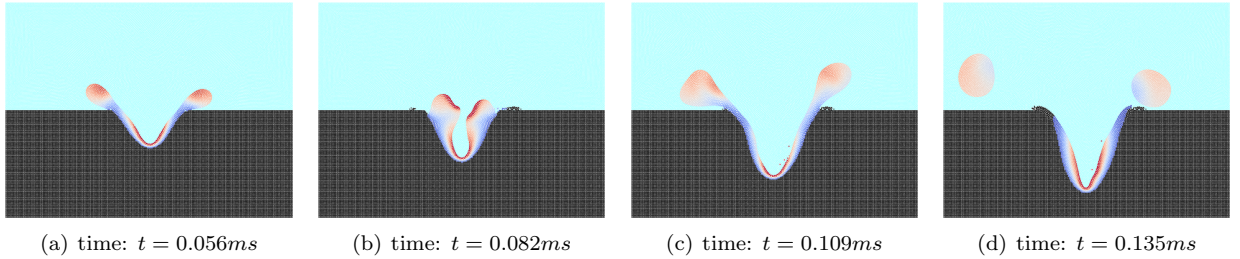 (a) time: t = 0.056ms
(b) time: t = 0.082ms
(c) time: t = 0.109ms
(d) time: t = 0.135ms